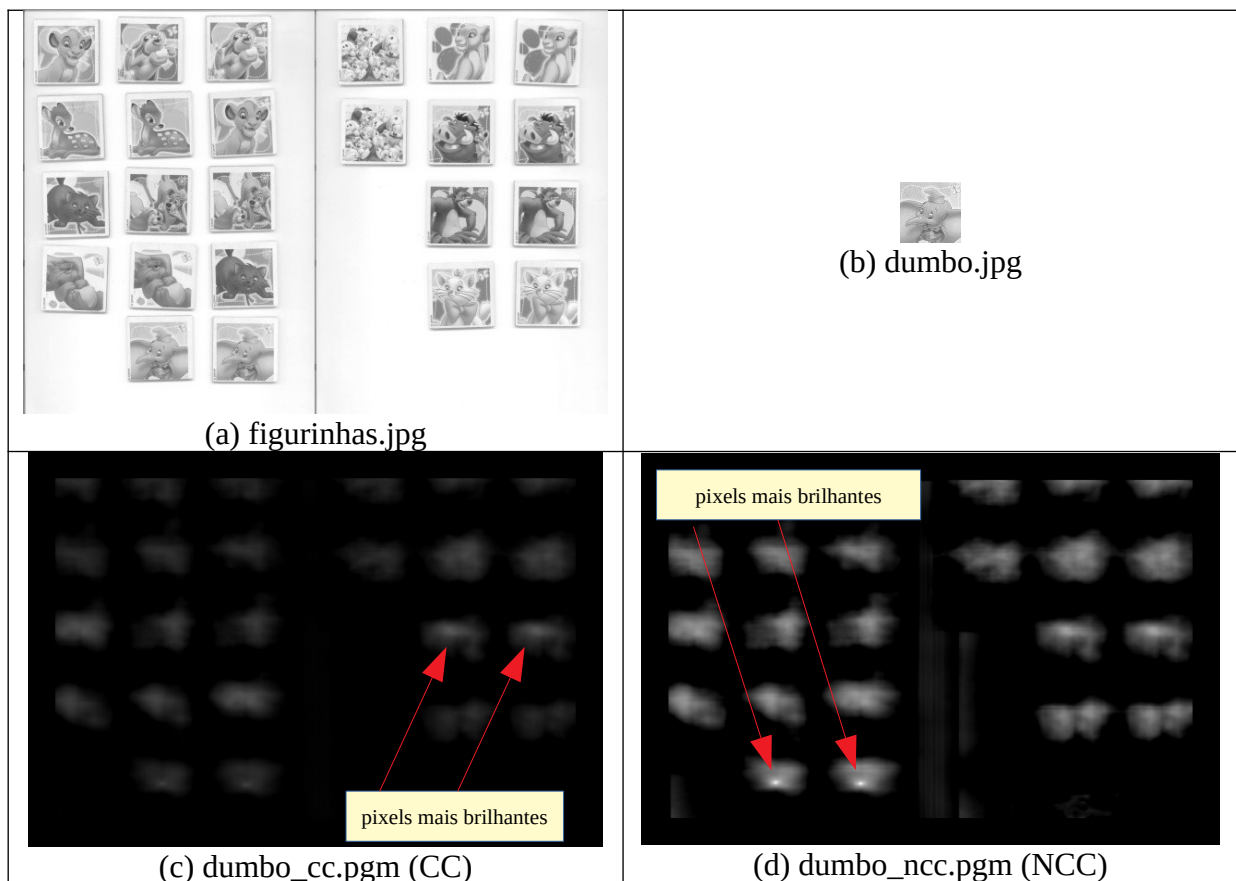 (a) figurinhas.jpg
(b) dumbo.jpg
pixels mais brilhantes
(c) dumbo_cc.pgm (CC)
pixels mais brilhantes
(d) dumbo_ncc.pgm (NCC)